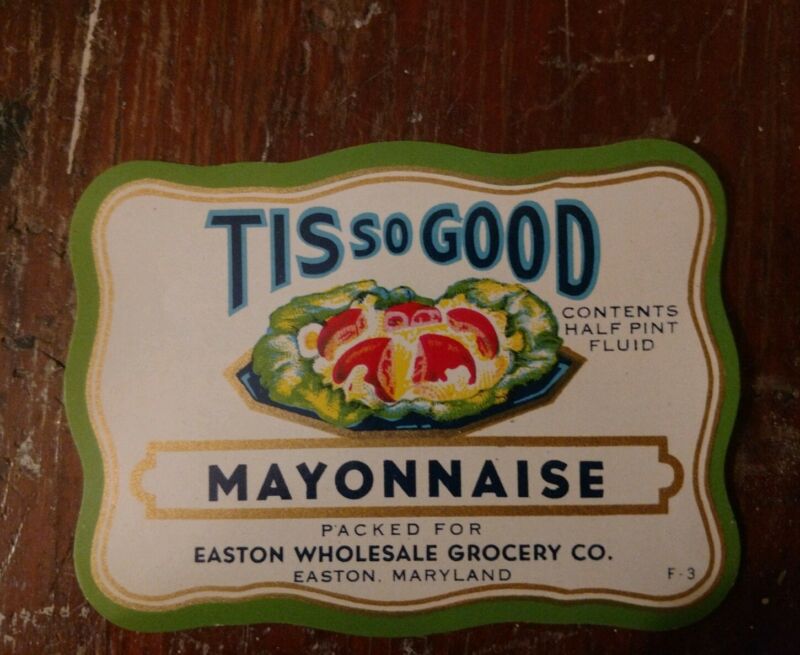 TIS SO GOOD
CONTENTS
HALF PINT
FLUID
MAYONNAISE
PACKED FOR
EASTON WHOLESALE GROCERY CO.
EASTON, MARYLAND
F-3